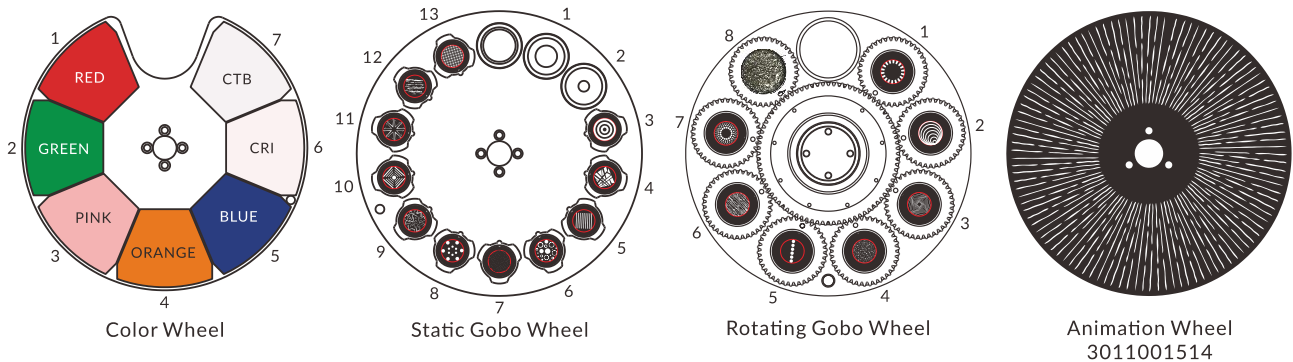 1
RED
7
CTB
2
GREEN
CRI
6
3
PINK
BLUE
5
ORANGE
4
Color Wheel
13
1
12
2
11
3
10
4
9
5
8
6
7
Static Gobo Wheel
8
1
7
2
6
3
5
4
Rotating Gobo Wheel
Animation Wheel
3011001514